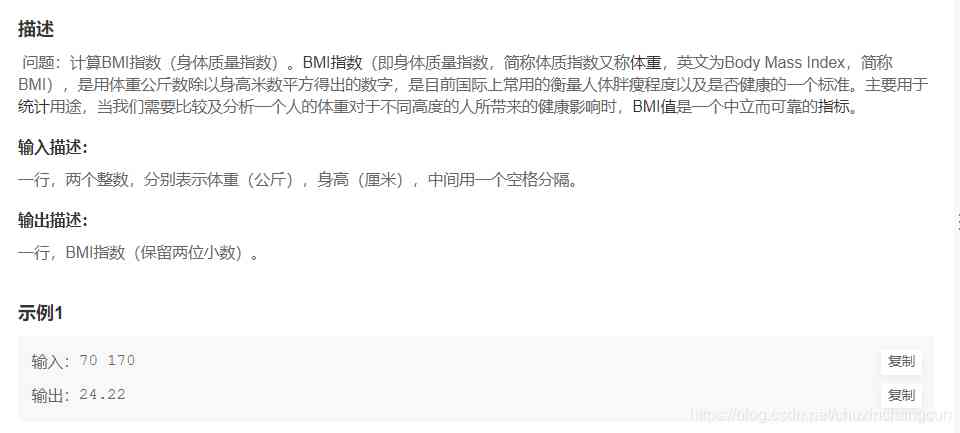 描述
问题：计算BMI指数（身体质量指数）。BMI指数（即身体质量指数，简称体质指数又称体重，英文为Body Mass Index，简称
BMI），是用体重公斤数除以身高米数平方得出的数字，是目前国际上常用的衡量人体胖瘦程度以及是否健康的一个标准。主要用于
统计用途，当我们需要比较及分析一个人的体重对于不同高度的人所带来的健康影响时，BMI值是一个中立而可靠的指标。
输入描述：
一行，两个整数，分别表示体重（公斤），身高（厘米），中间用一个空格分隔。
输出描述：
一行，BMI指数（保留两位小数）。
示例1
输入：70 170
复制
输出：24.22
复制
https://blog.csdn.net/chuxinchangcun